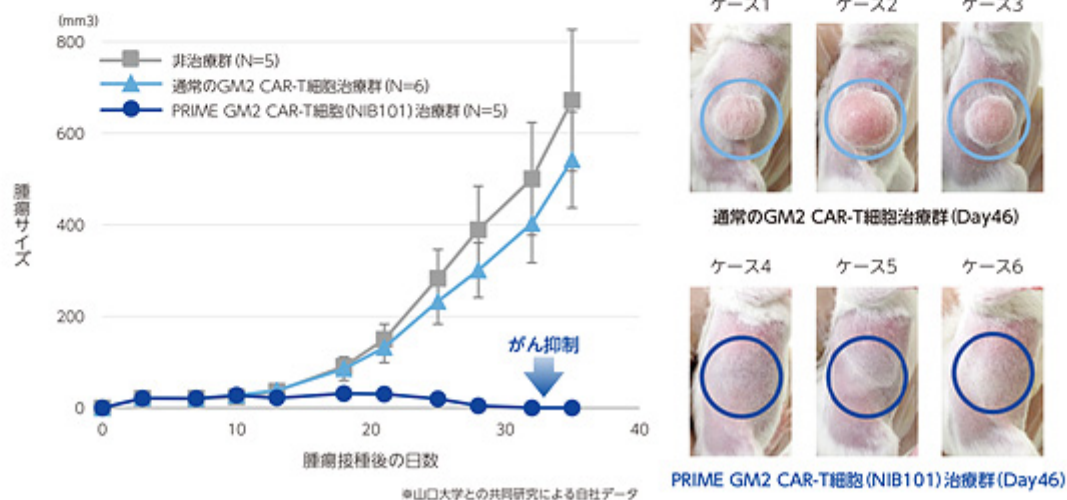 (mm3)
800
600
400
200
0
0
10
20
30
40
腫瘍サイズ
腫瘍接種後の日数
非治療群(N=5)
通常のGM2 CAR-T細胞治療群(N=6)
PRIME GM2 CAR-T細胞(NIB101)治療群(N=5)
がん抑制
※山口大学との共同研究による自社データ
ケース1
ケース2
ケース3
通常のGM2 CAR-T細胞治療群(Day46)
ケース4
ケース5
ケース6
PRIME GM2 CAR-T細胞(NIB101)治療群(Day46)